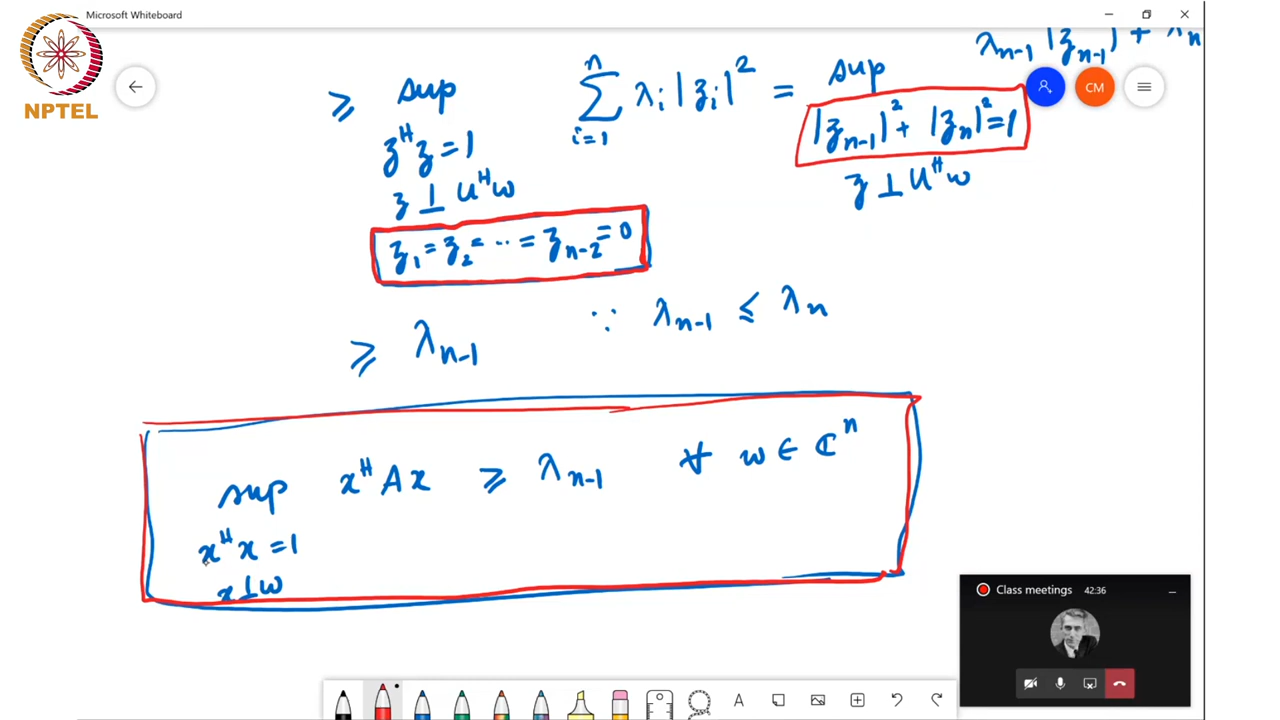 Microsoft Whiteboard
NPTEL
λ_{n-1} |z_{n-1}| + λ_n
CM
≥ sup ∑_{i=1}^{n} λ_i |z_i|^2 = sup
z^H z = 1
z ⊥ U^H w
z_1 = z_2 = ⋯ = z_{n-2} = 0
|z_{n-1}|^2 + |z_n|^2 = 1
z ⊥ U^H w
≥ λ_{n-1} ∵ λ_{n-1} ≤ λ_n
sup x^H A x ≥ λ_{n-1} ∀ w ∈ ℂ^n
x^H x = 1
x ⊥ w
Class meetings 42:36
A